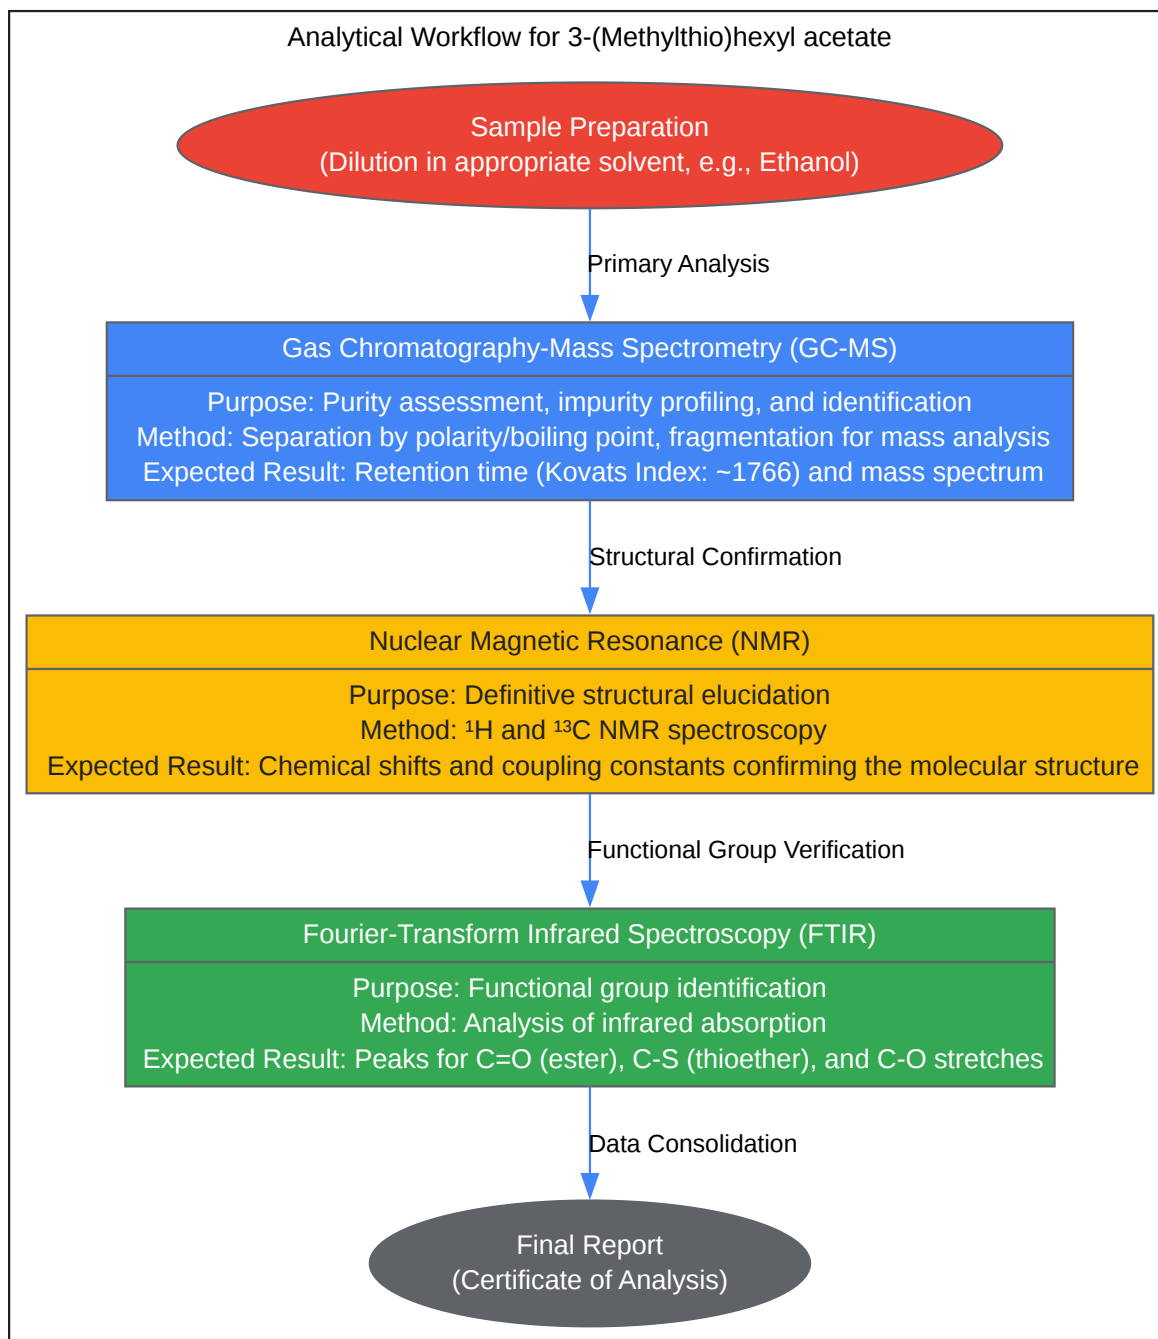 Analytical Workflow for 3-(Methylthio)hexyl acetate
Sample Preparation
(Dilution in appropriate solvent, e.g., Ethanol)
Primary Analysis
Gas Chromatography-Mass Spectrometry (GC-MS)
Purpose: Purity assessment, impurity profiling, and identification
Method: Separation by polarity/boiling point, fragmentation for mass analysis
Expected Result: Retention time (Kovats Index: ~1766) and mass spectrum
Structural Confirmation
Nuclear Magnetic Resonance (NMR)
Purpose: Definitive structural elucidation
Method: ¹H and ¹³C NMR spectroscopy
Expected Result: Chemical shifts and coupling constants confirming the molecular structure
Functional Group Verification
Fourier-Transform Infrared Spectroscopy (FTIR)
Purpose: Functional group identification
Method: Analysis of infrared absorption
Expected Result: Peaks for C=O (ester), C-S (thioether), and C-O stretches
Data Consolidation
Final Report
(Certificate of Analysis)